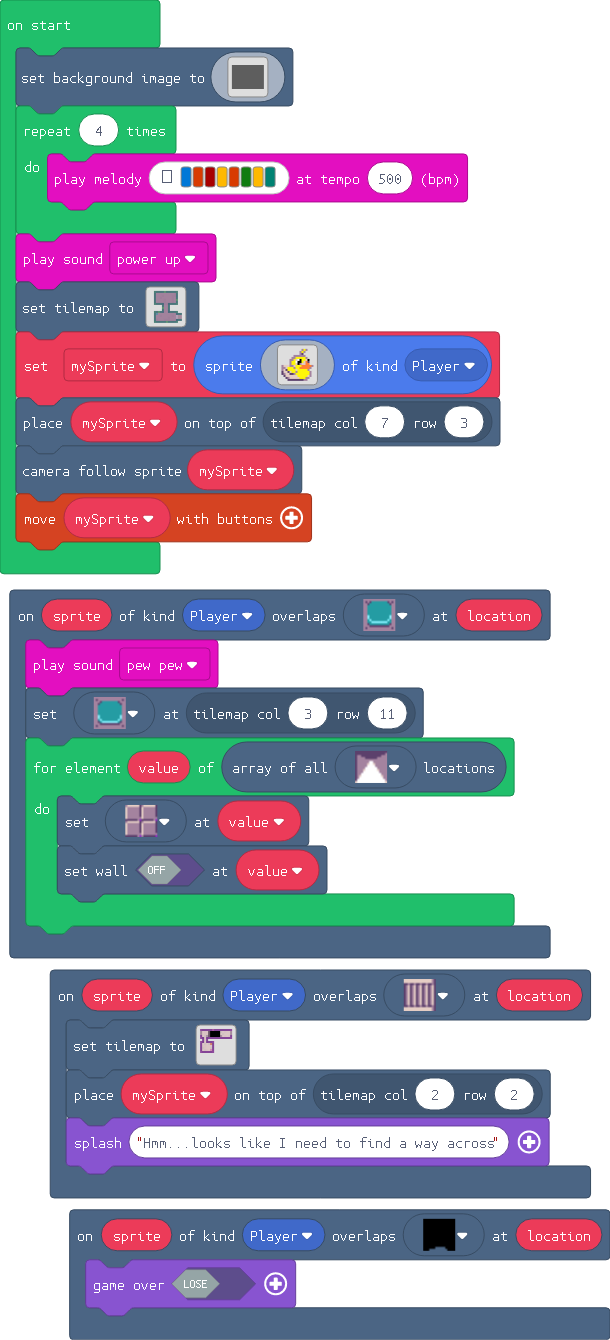 on start
set background image to
repeat 4 times
do
play melody at tempo 500 (bpm)
play sound power up
set tilemap to
set mySprite to sprite of kind Player
place mySprite on top of tilemap col 7 row 3
camera follow sprite mySprite
move mySprite with buttons
on sprite of kind Player overlaps at location
play sound pew pew
set at tilemap col 3 row 11
for element value of array of all locations
do
set at value
set wall OFF at value
on sprite of kind Player overlaps at location
set tilemap to
place mySprite on top of tilemap col 2 row 2
splash "Hmm...looks like I need to find a way across"
on sprite of kind Player overlaps at location
game over LOSE